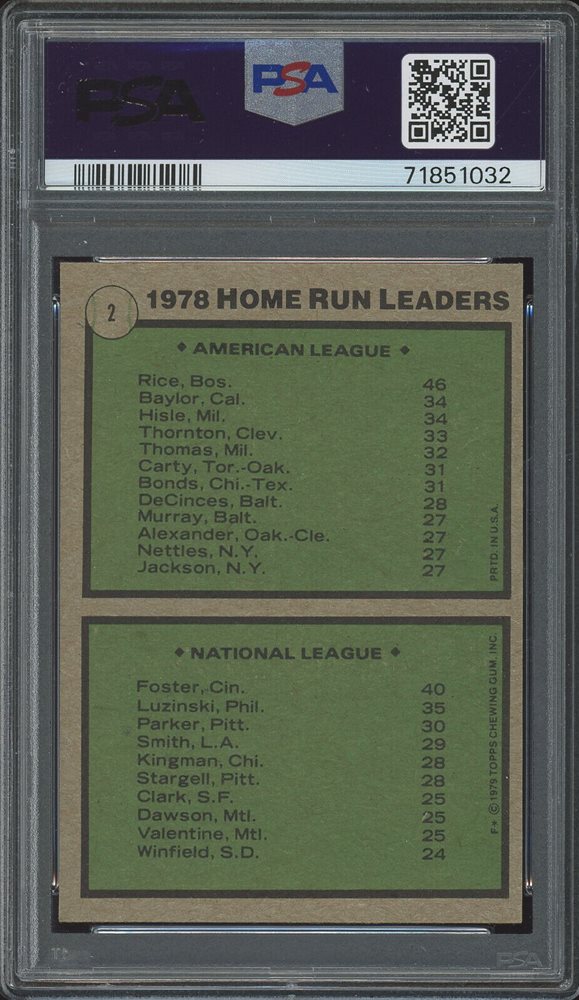 PSA
PSA
71851032
2
1978 HOME RUN LEADERS
♦ AMERICAN LEAGUE ♦
Rice, Bos. 46
Baylor, Cal. 34
Hisle, Mil. 34
Thornton, Clev. 33
Thomas, Mil. 32
Carty, Tor.-Oak. 31
Bonds, Chi.-Tex. 31
DeCinces, Balt. 28
Murray, Balt. 27
Alexander, Oak.-Cle. 27
Nettles, N.Y. 27
Jackson, N.Y. 27
PRTD. IN U.S.A.
♦ NATIONAL LEAGUE ♦
Foster, Cin. 40
Luzinski, Phil. 35
Parker, Pitt. 30
Smith, L.A. 29
Kingman, Chi. 28
Stargell, Pitt. 28
Clark, S.F. 25
Dawson, Mtl. 25
Valentine, Mtl. 25
Winfield, S.D. 24
F* © 1979 TOPPS CHEWING GUM, INC.
PSA